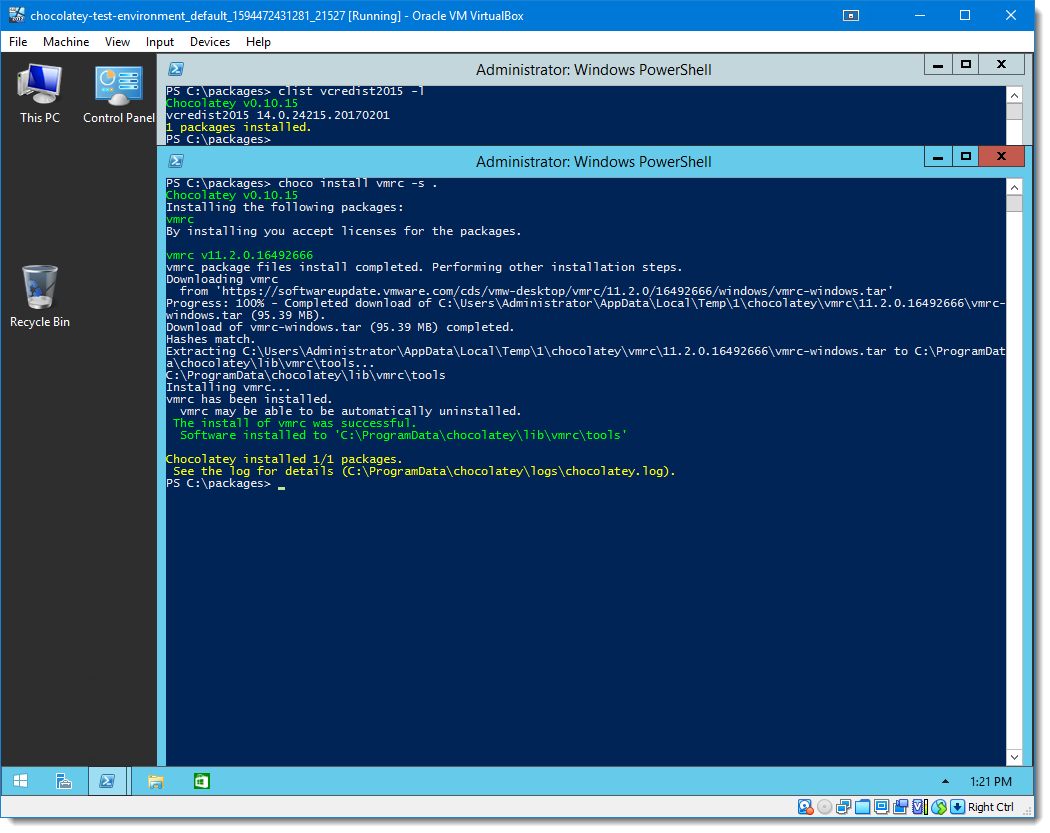 chocolatey-test-environment_default_1594472431281_21527 [Running] - Oracle VM VirtualBox
File Machine View Input Devices Help
This PC
Control Panel
Recycle Bin
Administrator: Windows PowerShell
PS C:\packages> clist vcredist2015 -l
Chocolatey v0.10.15
vcredist2015 14.0.24215.20170201
1 packages installed.
PS C:\packages>
Administrator: Windows PowerShell
PS C:\packages> choco install vmrc -s .
Chocolatey v0.10.15
Installing the following packages:
vmrc
By installing you accept licenses for the packages.
vmrc v11.2.0.16492666
vmrc package files install completed. Performing other installation steps.
Downloading vmrc
from 'https://softwareupdate.vmware.com/cds/vmw-desktop/vmrc/11.2.0/16492666/windows/vmrc-windows.tar'
Progress: 100% - Completed download of C:\Users\Administrator\AppData\Local\Temp\1\chocolatey\vmrc\11.2.0.16492666\vmrc-
windows.tar (95.39 MB).
Download of vmrc-windows.tar (95.39 MB) completed.
Hashes match.
Extracting C:\Users\Administrator\AppData\Local\Temp\1\chocolatey\vmrc\11.2.0.16492666\vmrc-windows.tar to C:\ProgramDat
a\chocolatey\lib\vmrc\tools...
C:\ProgramData\chocolatey\lib\vmrc\tools
Installing vmrc...
vmrc has been installed.
vmrc may be able to be automatically uninstalled.
The install of vmrc was successful.
Software installed to 'C:\ProgramData\chocolatey\lib\vmrc\tools'
Chocolatey installed 1/1 packages.
See the log for details (C:\ProgramData\chocolatey\logs\chocolatey.log).
PS C:\packages>
1:21 PM
Right Ctrl